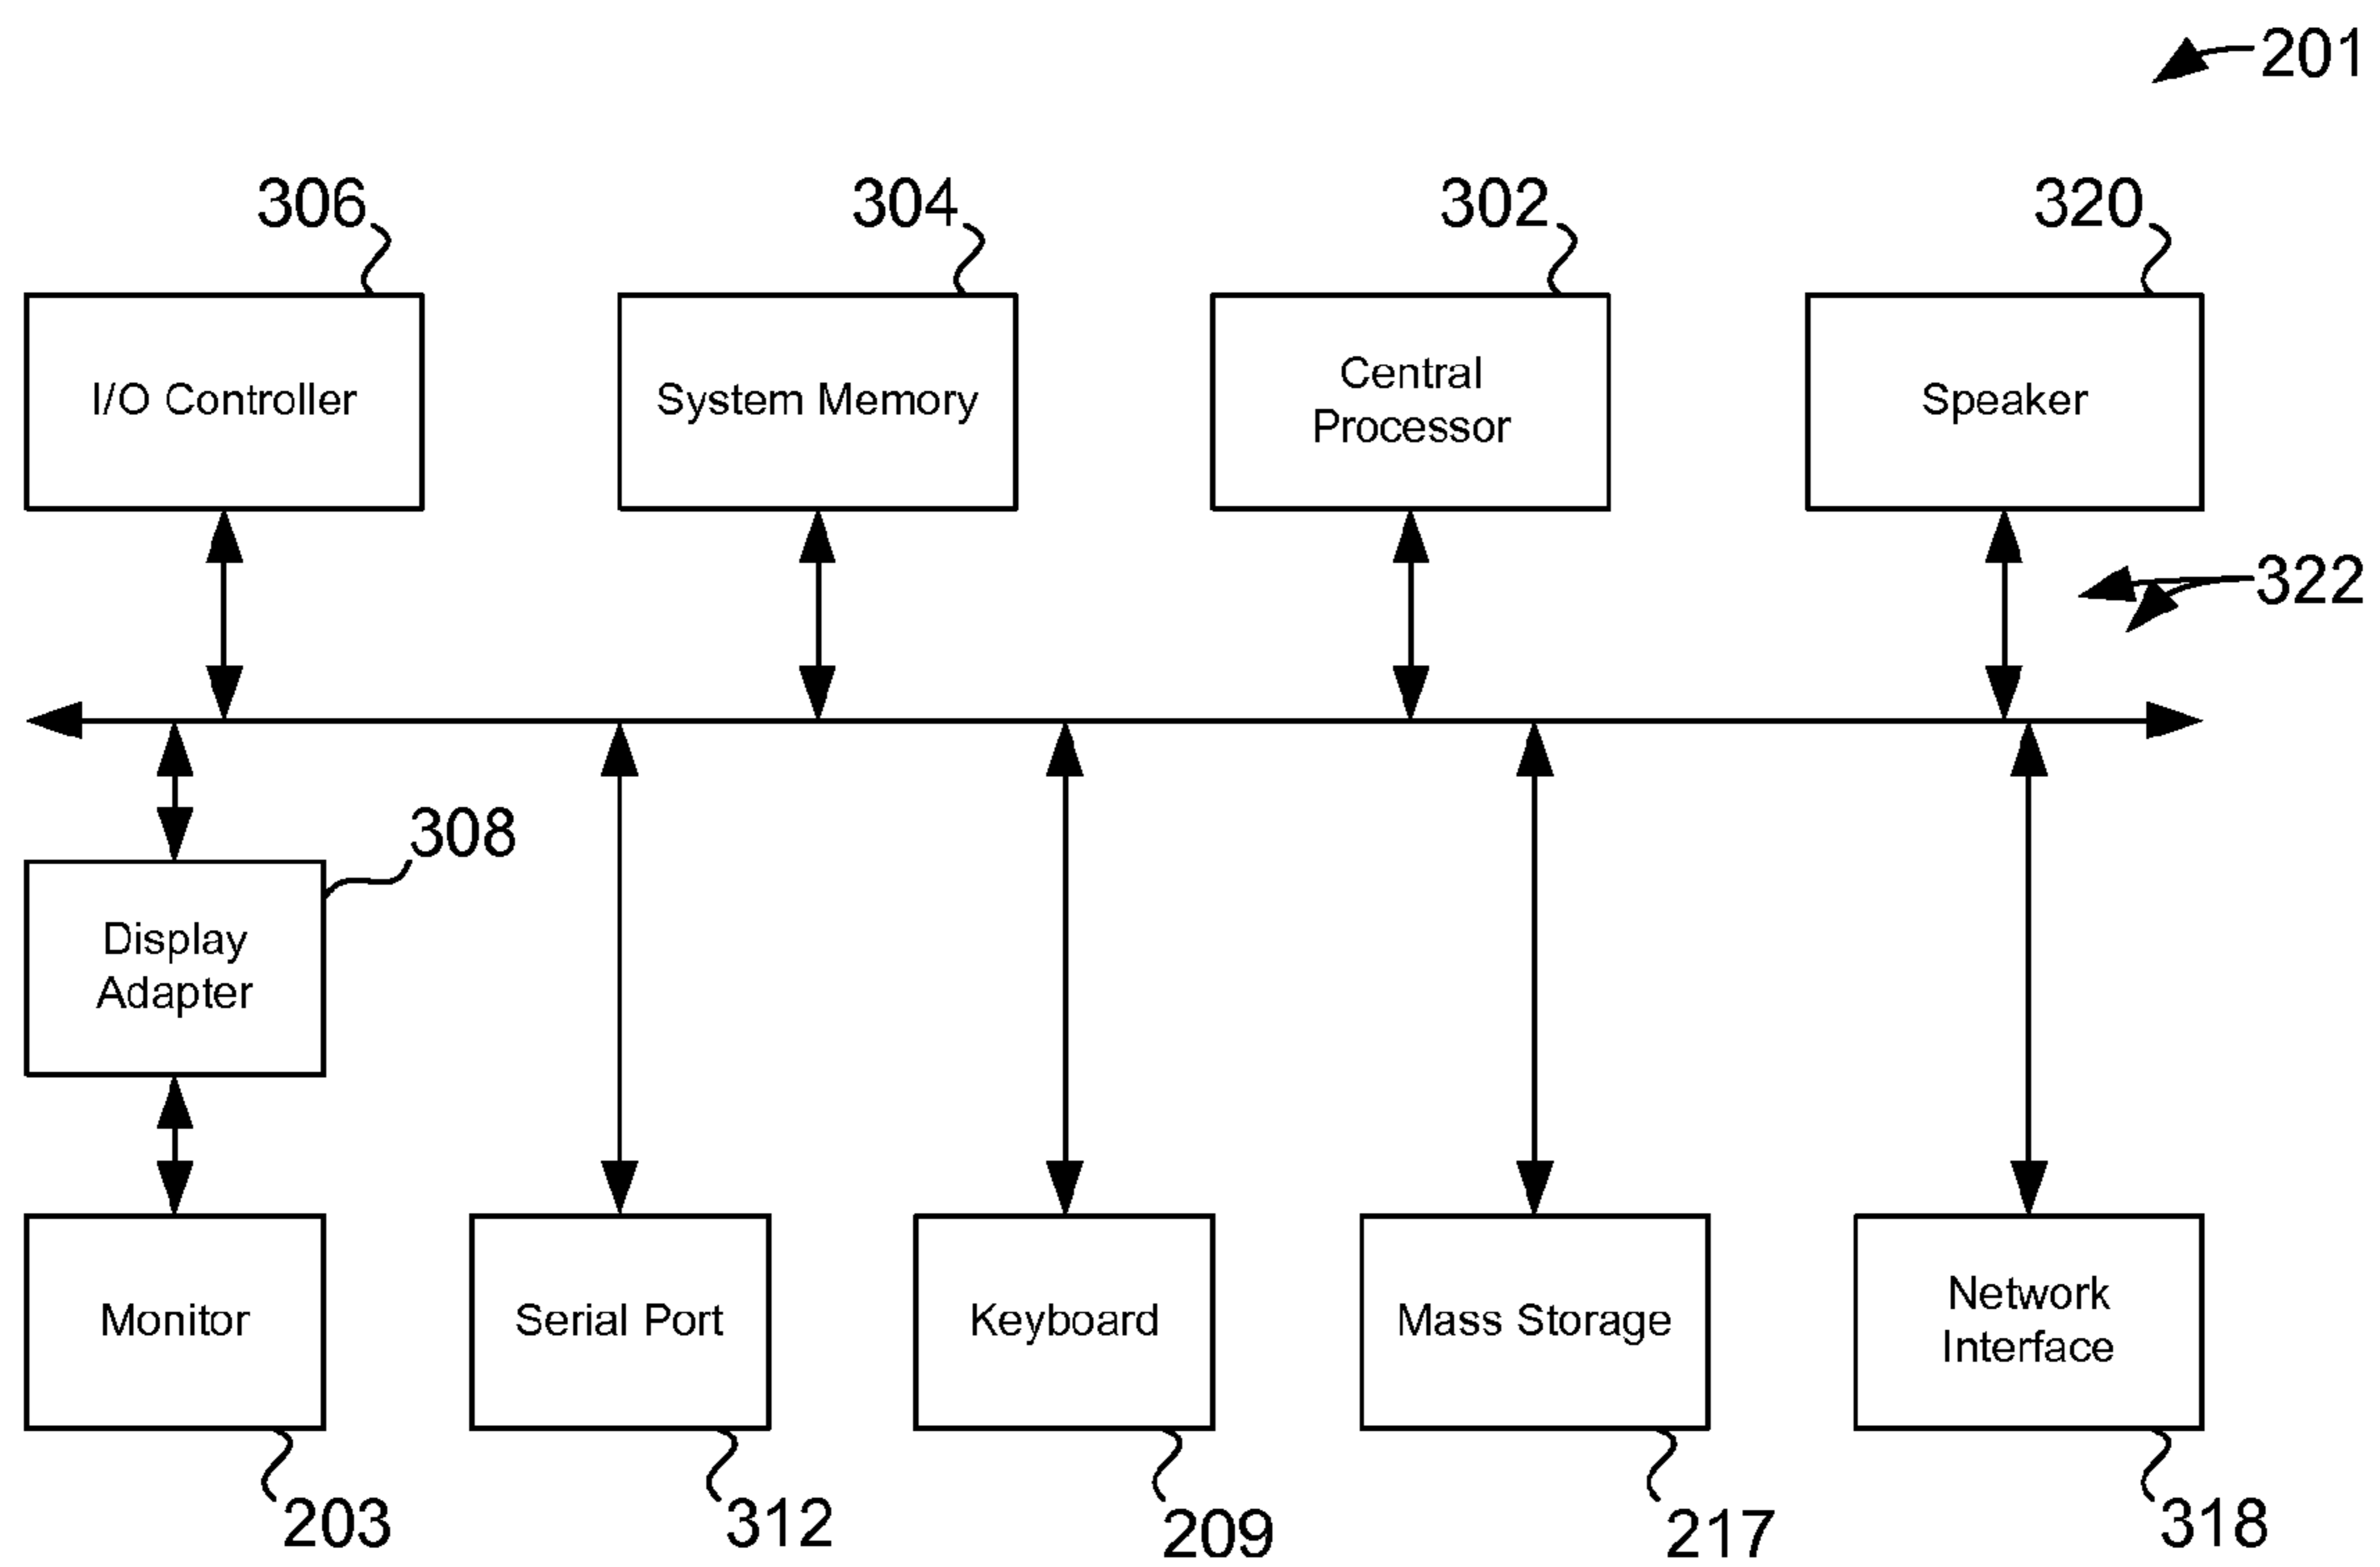 201
306
304
302
320
I/O Controller
System Memory
Central
Processor
Speaker
322
308
Display
Adapter
Monitor
Serial Port
Keyboard
Mass Storage
Network
Interface
203
312
209
217
318